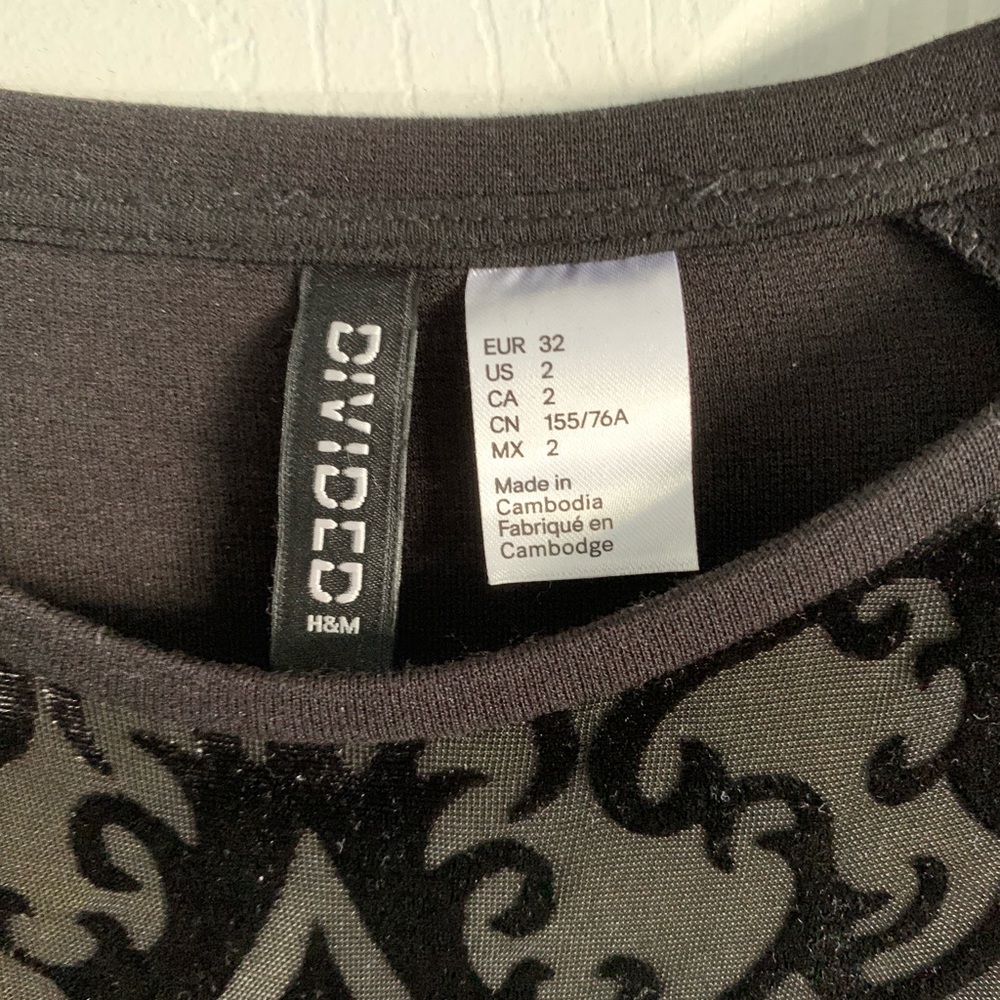 DIVIDED
H&M
EUR 32
US 2
CA 2
CN 155/76A
MX 2
Made in
Cambodia
Fabriqué en
Cambodge